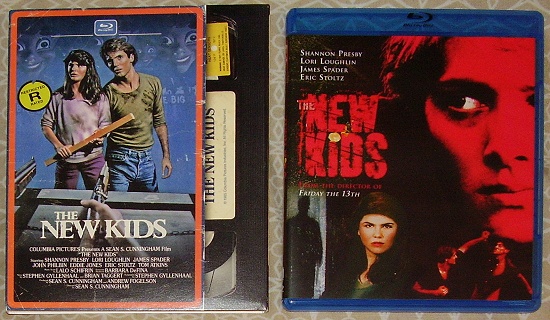 RESTRICTED
R
RATED
THE
NEW KIDS
COLUMBIA PICTURES Presents A SEAN S. CUNNINGHAM Film
"THE NEW KIDS"
Starring SHANNON PRESBY LORI LOUGHLIN JAMES SPADER
JOHN PHILBIN EDDIE JONES ERIC STOLTZ TOM ATKINS
Music by LALO SCHIFRIN BARBARA DeFINA
STEPHEN GYLLENHAAL and BRIAN TAGGERT STEPHEN GYLLENHAAL
SEAN S. CUNNINGHAM and ANDREW FOGELSON
SEAN S. CUNNINGHAM
THE NEW KIDS
SHANNON PRESBY
LORI LOUGHLIN
JAMES SPADER
ERIC STOLTZ
THE
NEW
KIDS
FROM THE DIRECTOR OF
FRIDAY THE 13TH